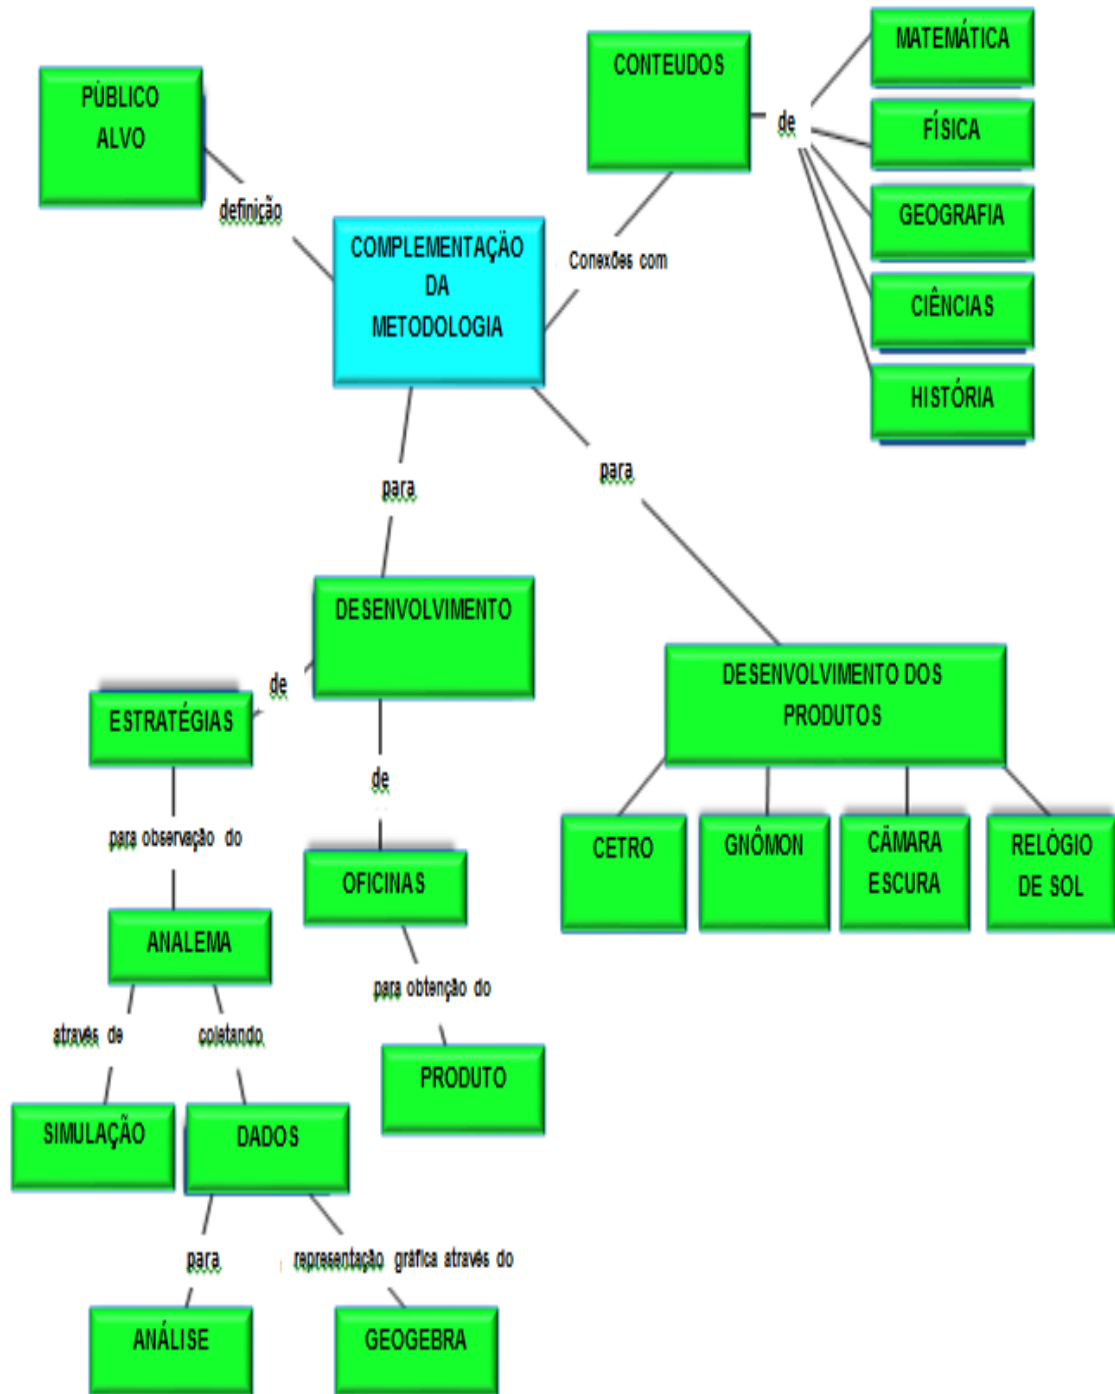 PÚBLICO
ALVO
definição
COMPLEMENTAÇÃO
DA
METODOLOGIA
Conexões com
CONTEUDOS
de
MATEMÁTICA
FÍSICA
GEOGRAFIA
CIÊNCIAS
HISTÓRIA
para
para
DESENVOLVIMENTO
de
ESTRATÉGIAS
para observação do
ANALEMA
através de
coletando
SIMULAÇÃO
DADOS
para
representação gráfica através do
ANÁLISE
GEOGEBRA
de
OFICINAS
para obtenção do
PRODUTO
DESENVOLVIMENTO DOS
PRODUTOS
CETRO
GNÔMON
CÂMARA
ESCURA
RELÓGIO
DE SOL